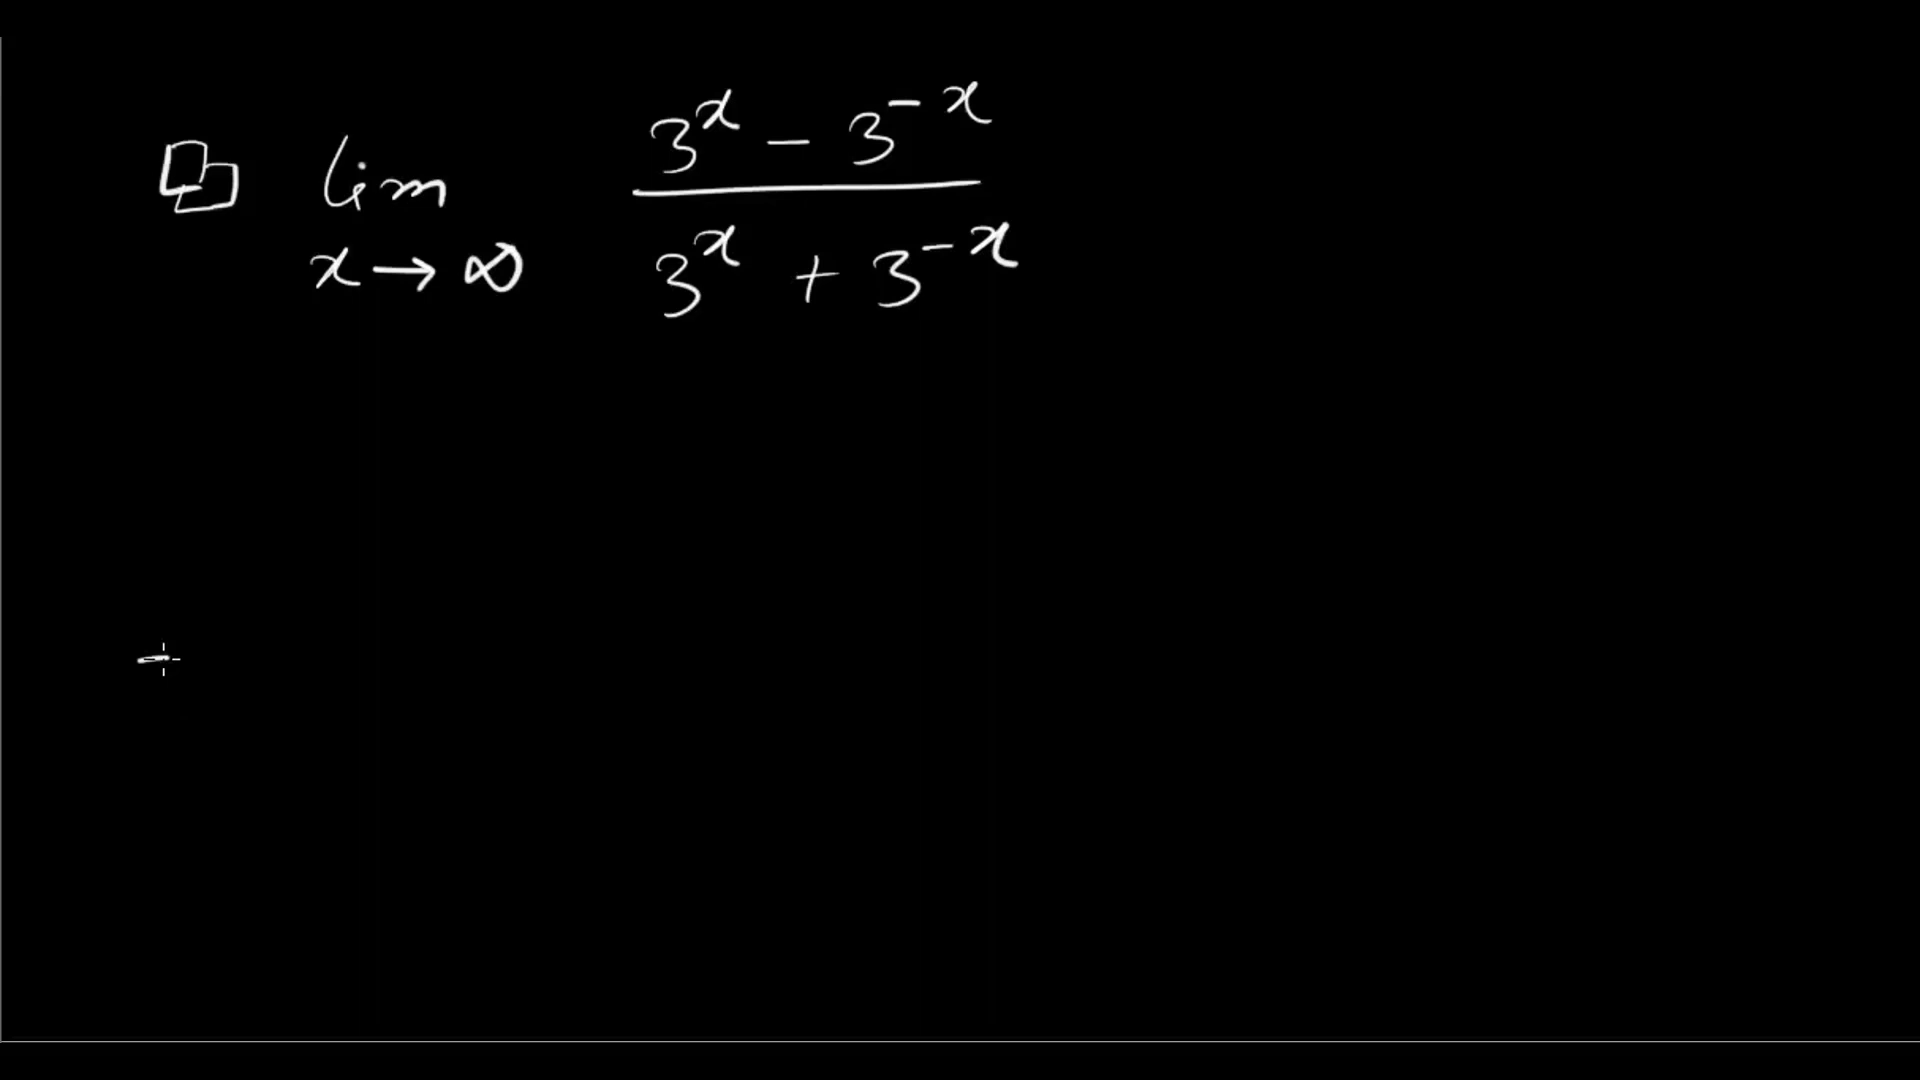 lim 3^x - 3^-x
x → ∞ 3^x + 3^-x